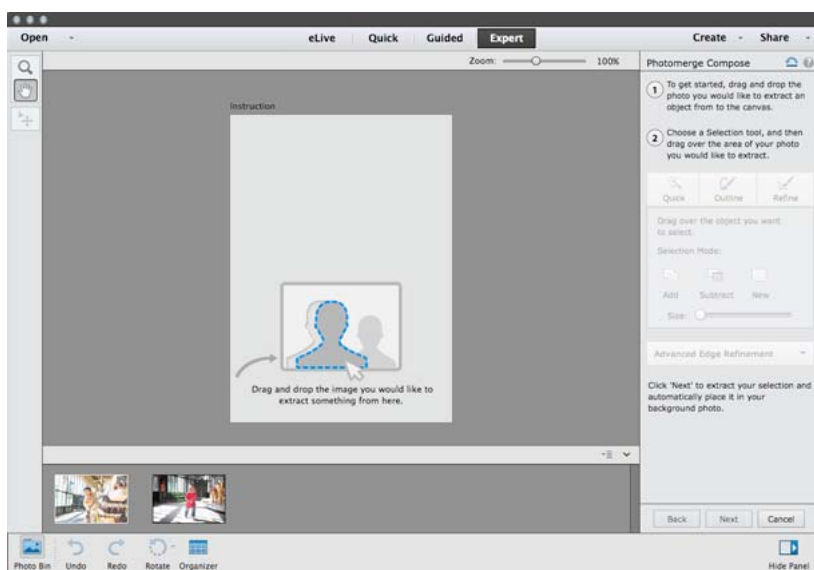 Open
eLive
Quick
Guided
Expert
Create
Share
Zoom:
100%
Photomerge Compose
Instruction
1 To get started, drag and drop the
photo you would like to extract an
object from to the canvas.
2 Choose a Selection tool, and then
drag over the area of your photo
you would like to extract.
Quick
Outline
Refine
Drag over the object you want
to select.
Selection Mode:
Add
Subtract
New
Size:
Advanced Edge Refinement
Click 'Next' to extract your selection and
automatically place it in your
background photo.
Drag and drop the image you would like to
extract something from here.
Back
Next
Cancel
Photo Bin
Undo
Redo
Rotate
Organizer
Hide Panel